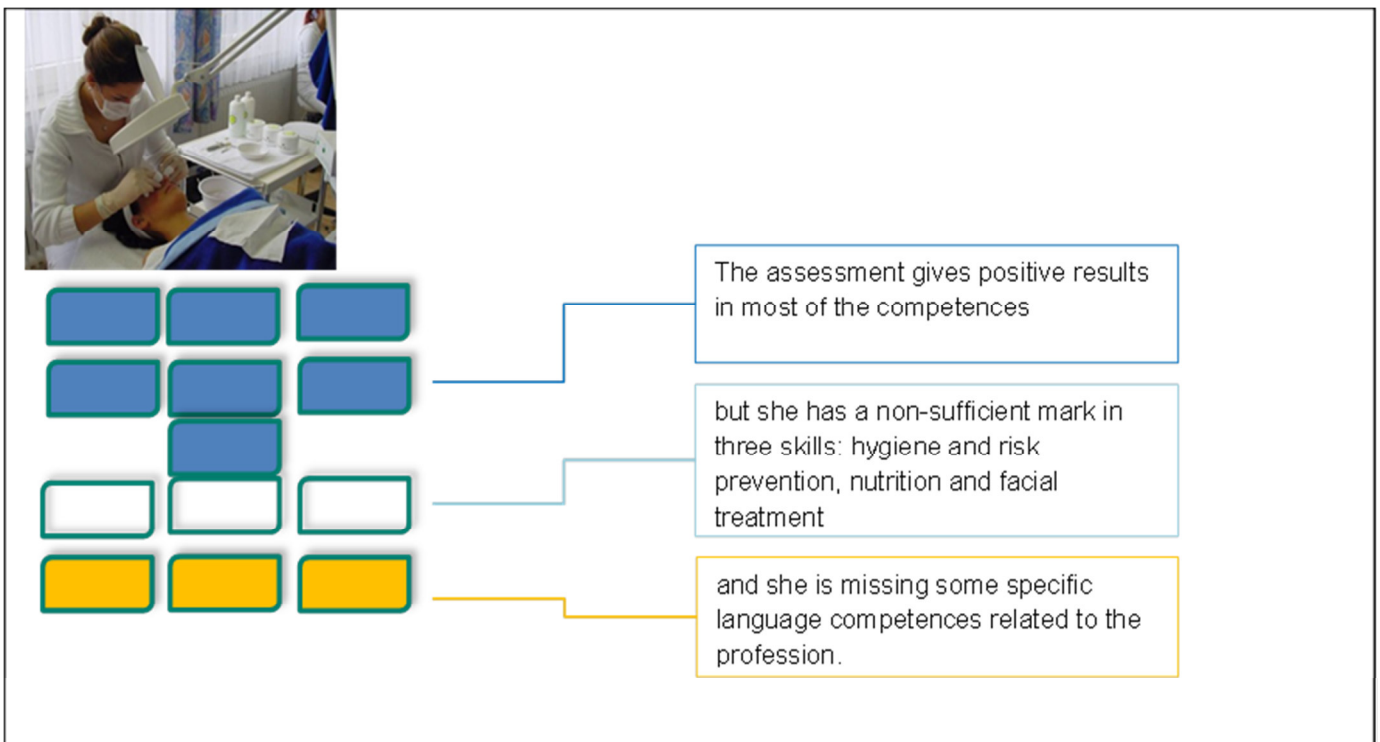 The assessment gives positive results
in most of the competences
but she has a non-sufficient mark in
three skills: hygiene and risk
prevention, nutrition and facial
treatment
and she is missing some specific
language competences related to the
profession.